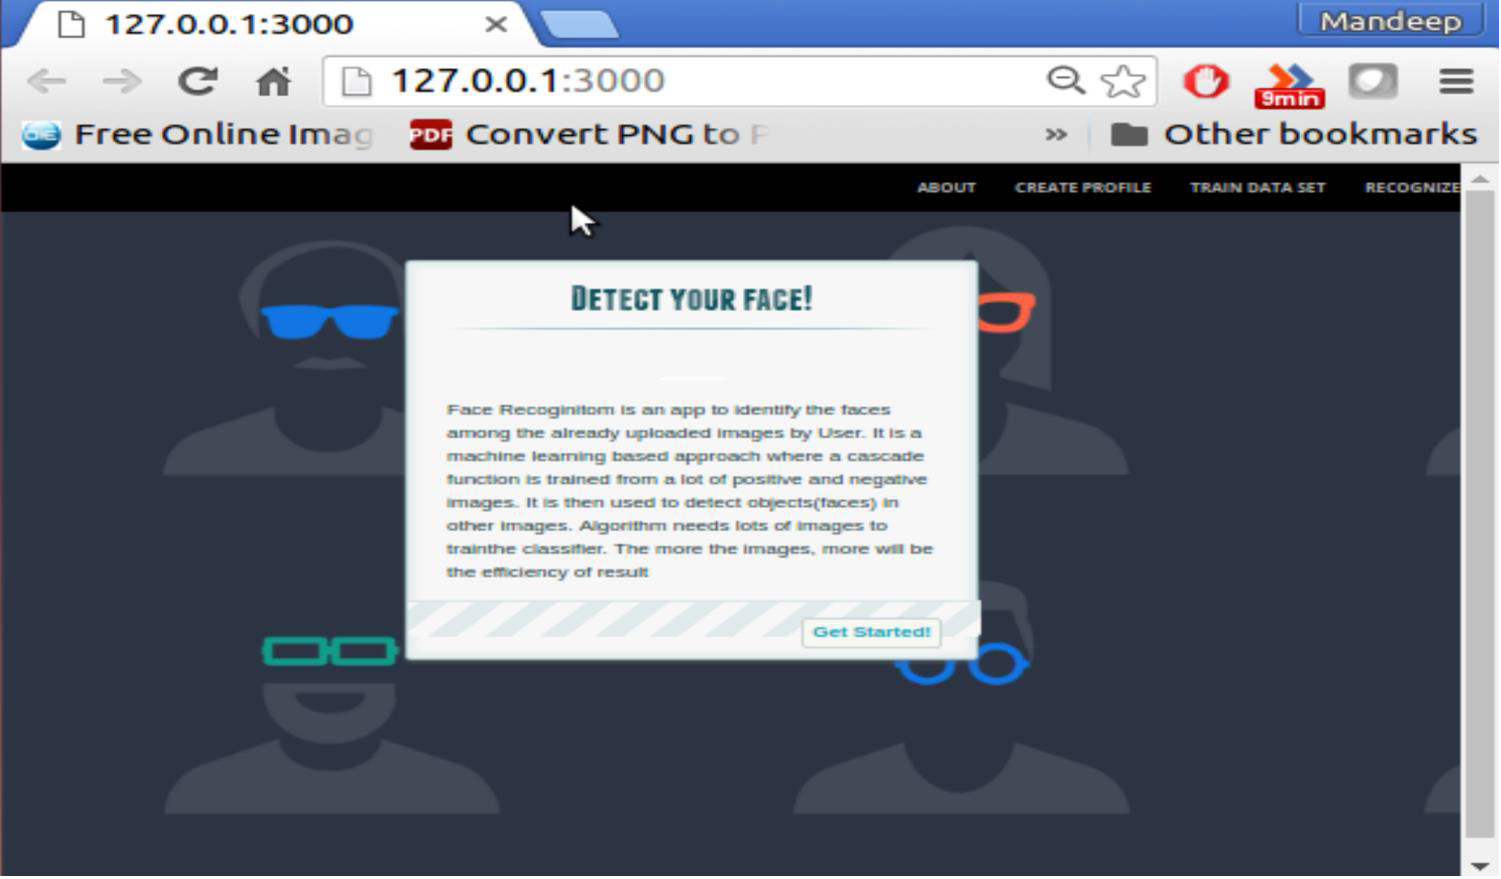 127.0.0.1:3000
Mandeep
127.0.0.1:3000
9min
Free Online Imag
PDF Convert PNG to P
» Other bookmarks
ABOUT CREATE PROFILE TRAIN DATA SET RECOGNIZE
DETECT YOUR FACE!
Face Recoginitom is an app to identify the faces
among the already uploaded images by User. It is a
machine learning based approach where a cascade
function is trained from a lot of positive and negative
images. It is then used to detect objects(faces) in
other images. Algorithm needs lots of images to
trainthe classifier. The more the images, more will be
the efficiency of result
Get Started!